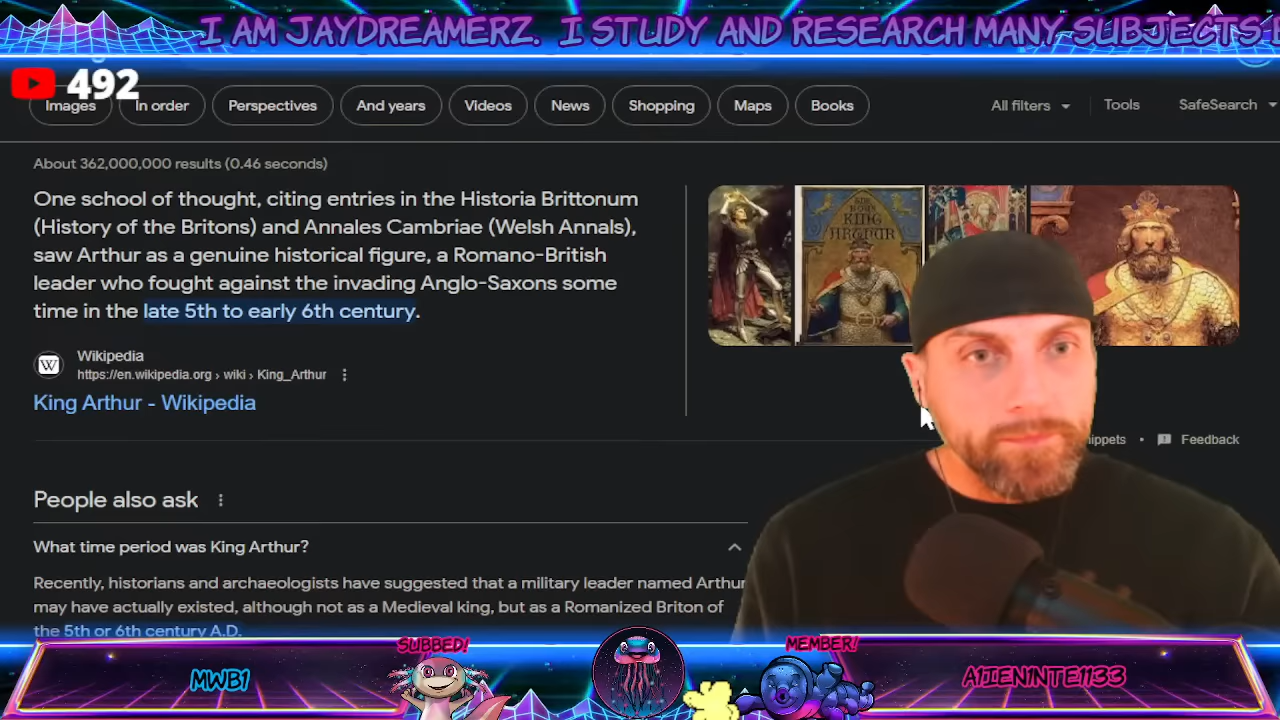 I AM JAYDREAMERZ. I STUDY AND RESEARCH MANY SUBJECTS
492
Images In order Perspectives And years Videos News Shopping Maps Books All filters Tools SafeSearch
About 362,000,000 results (0.46 seconds)
One school of thought, citing entries in the Historia Brittonum
(History of the Britons) and Annales Cambriae (Welsh Annals),
saw Arthur as a genuine historical figure, a Romano-British
leader who fought against the invading Anglo-Saxons some
time in the late 5th to early 6th century.
KING
ARTHUR
W
Wikipedia
https://en.wikipedia.org › wiki › King_Arthur
King Arthur - Wikipedia
ippets • Feedback
People also ask
What time period was King Arthur?
Recently, historians and archaeologists have suggested that a military leader named Arthur
may have actually existed, although not as a Medieval king, but as a Romanized Briton of
the 5th or 6th century A.D.
SUBBED!
MEMBER!
MWB1
A1IEN1NTE1133